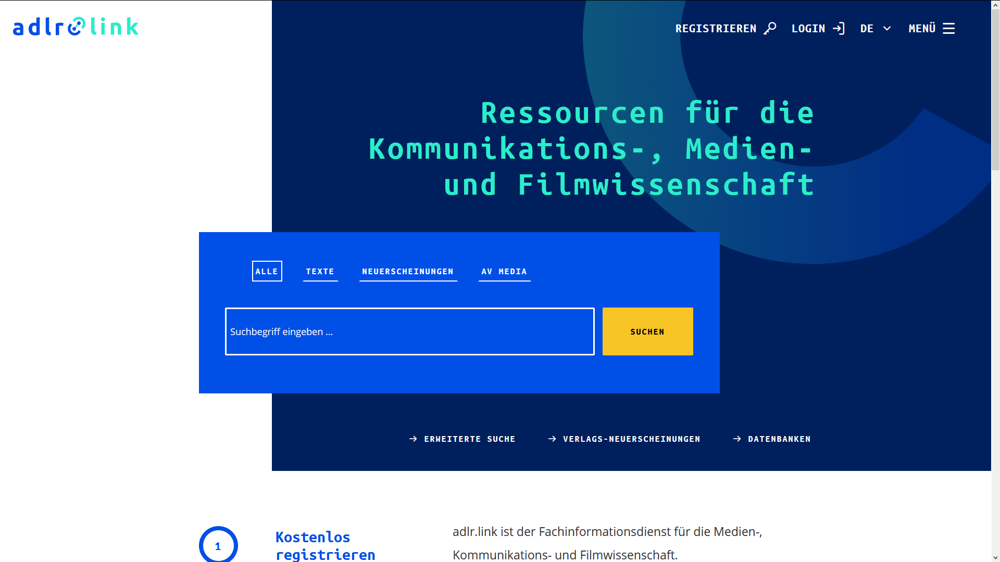 adlr link
REGISTRIEREN
LOGIN
DE
MENÜ
Ressourcen für die
Kommunikations-, Medien-
und Filmwissenschaft
ALLE
TEXTE
NEUERSCHEINUNGEN
AV MEDIA
Suchbegriff eingeben ...
SUCHEN
→ ERWEITERTE SUCHE
→ VERLAGS-NEUERSCHEINUNGEN
→ DATENBANKEN
1
Kostenlos
registrieren
adlr.link ist der Fachinformationsdienst für die Medien-,
Kommunikations- und Filmwissenschaft.